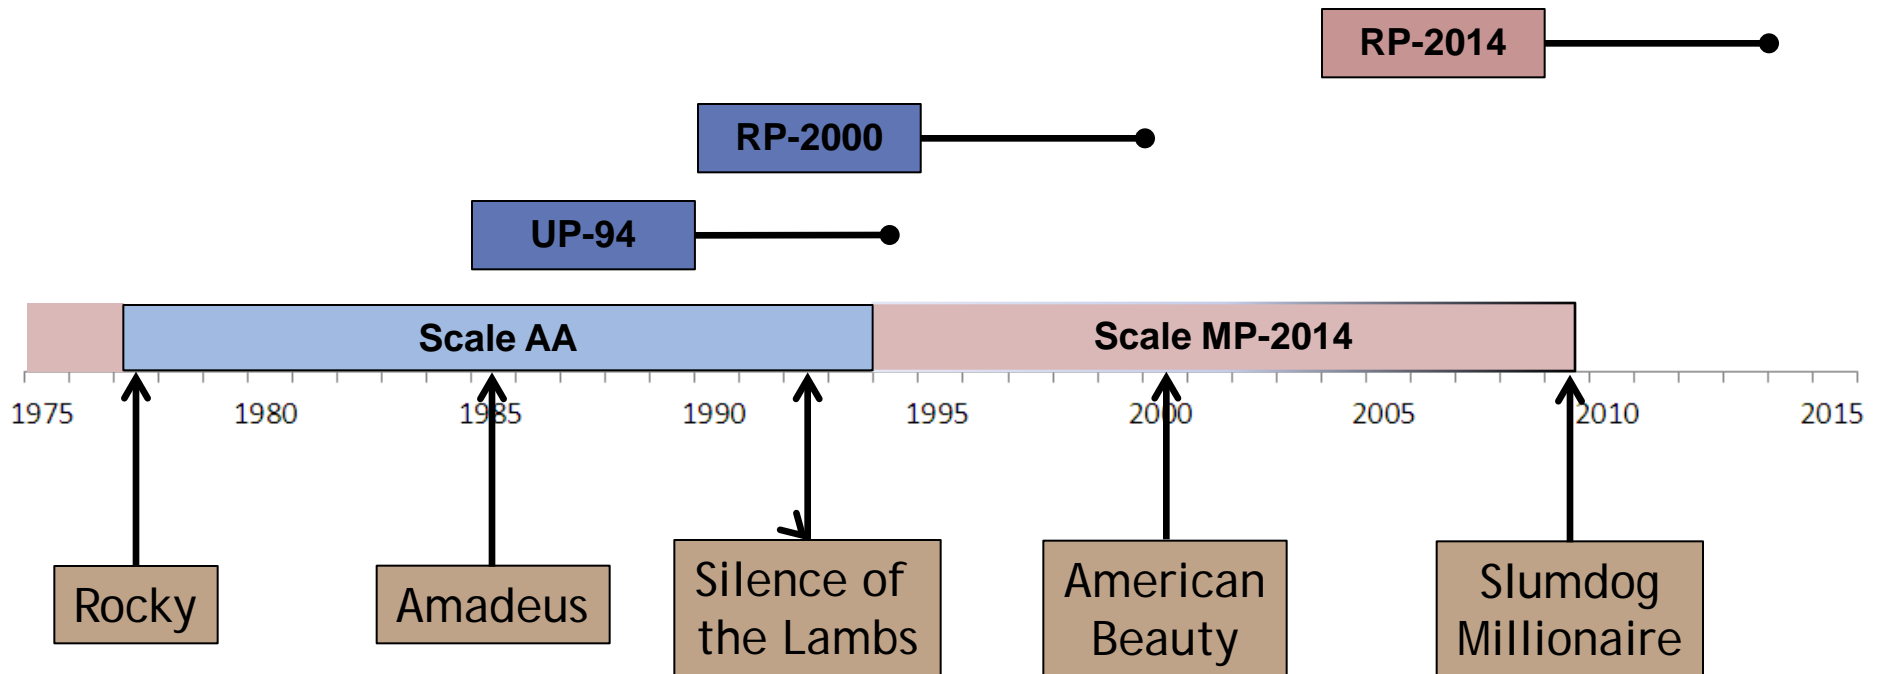 RP-2014
RP-2000
UP-94
Scale AA
Scale MP-2014
1975 1980 1985 1990 1995 2000 2005 2010 2015
Rocky
Amadeus
Silence of
the Lambs
American
Beauty
Slumdog
Millionaire